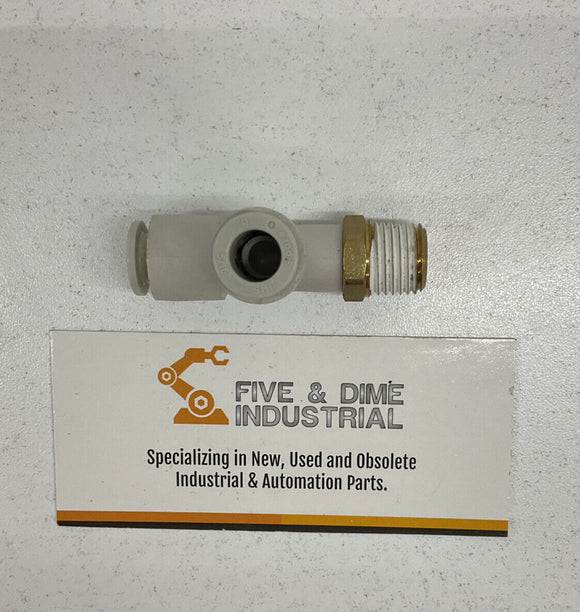 FIVE & DIME
INDUSTRIAL
Specializing in New, Used and Obsolete
Industrial & Automation Parts.